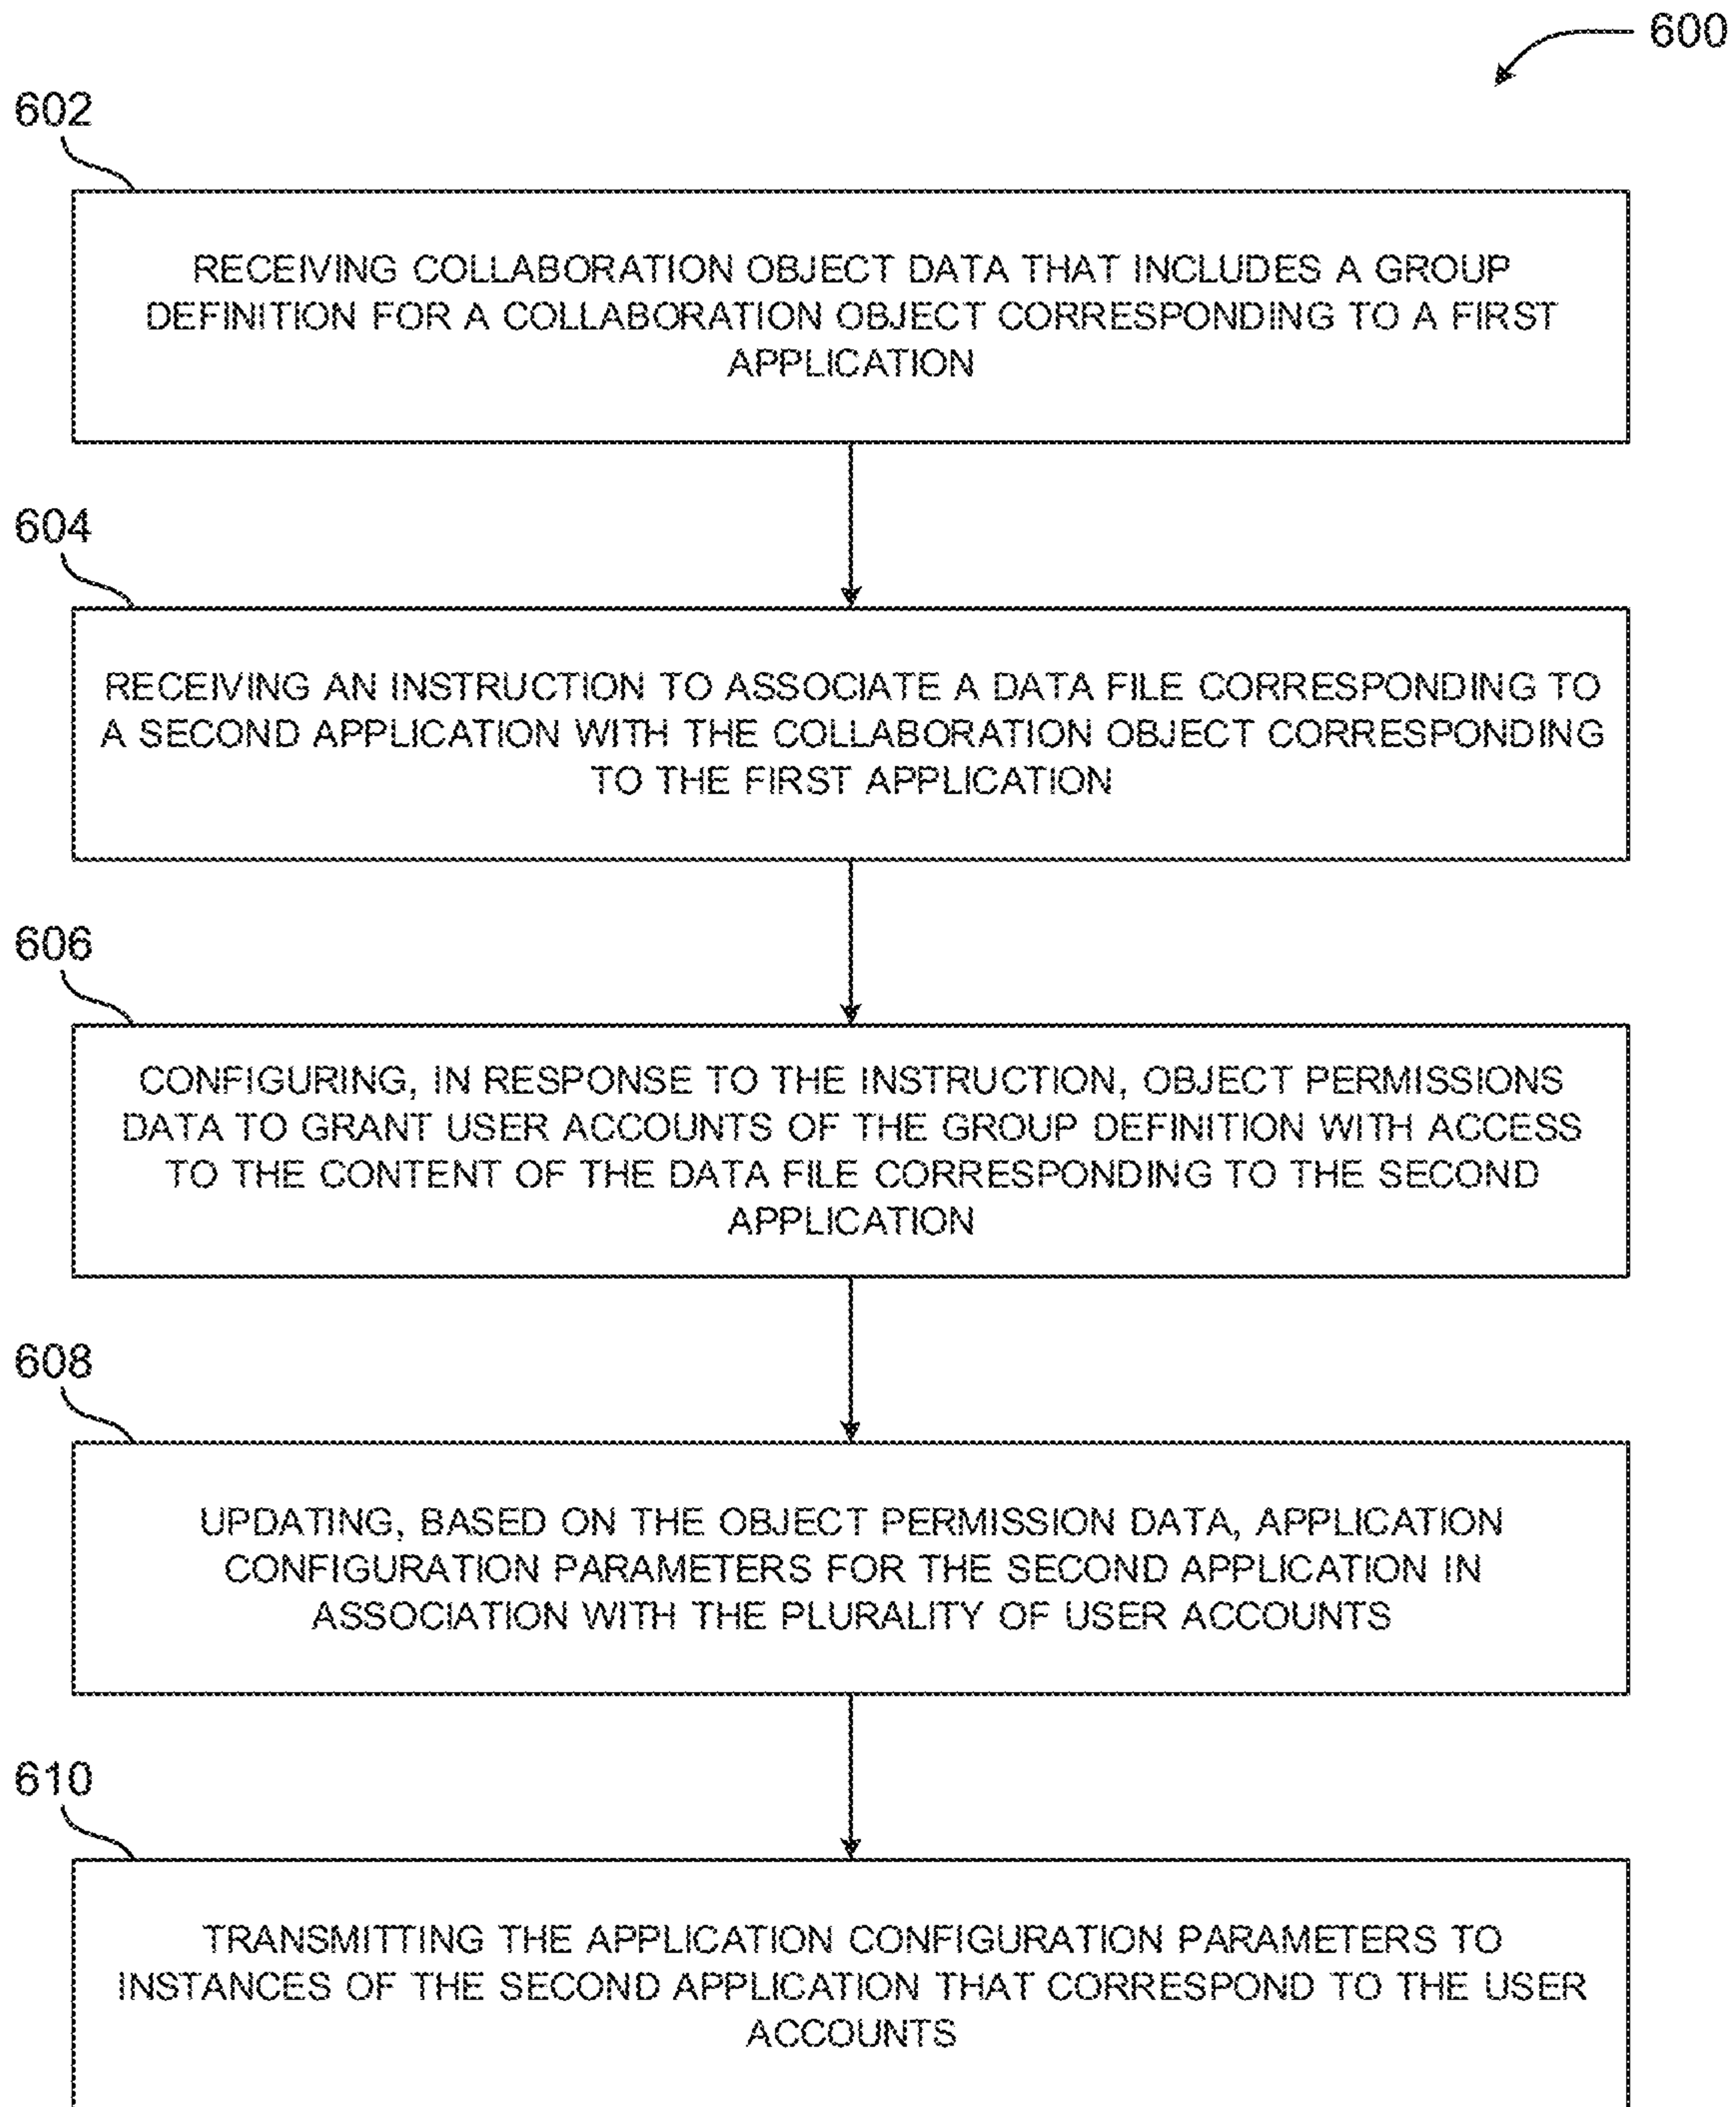 600
602
RECEIVING COLLABORATION OBJECT DATA THAT INCLUDES A GROUP
DEFINITION FOR A COLLABORATION OBJECT CORRESPONDING TO A FIRST
APPLICATION
604
RECEIVING AN INSTRUCTION TO ASSOCIATE A DATA FILE CORRESPONDING TO
A SECOND APPLICATION WITH THE COLLABORATION OBJECT CORRESPONDING
TO THE FIRST APPLICATION
606
CONFIGURING, IN RESPONSE TO THE INSTRUCTION, OBJECT PERMISSIONS
DATA TO GRANT USER ACCOUNTS OF THE GROUP DEFINITION WITH ACCESS
TO THE CONTENT OF THE DATA FILE CORRESPONDING TO THE SECOND
APPLICATION
608
UPDATING, BASED ON THE OBJECT PERMISSION DATA, APPLICATION
CONFIGURATION PARAMETERS FOR THE SECOND APPLICATION IN
ASSOCIATION WITH THE PLURALITY OF USER ACCOUNTS
610
TRANSMITTING THE APPLICATION CONFIGURATION PARAMETERS TO
INSTANCES OF THE SECOND APPLICATION THAT CORRESPOND TO THE USER
ACCOUNTS